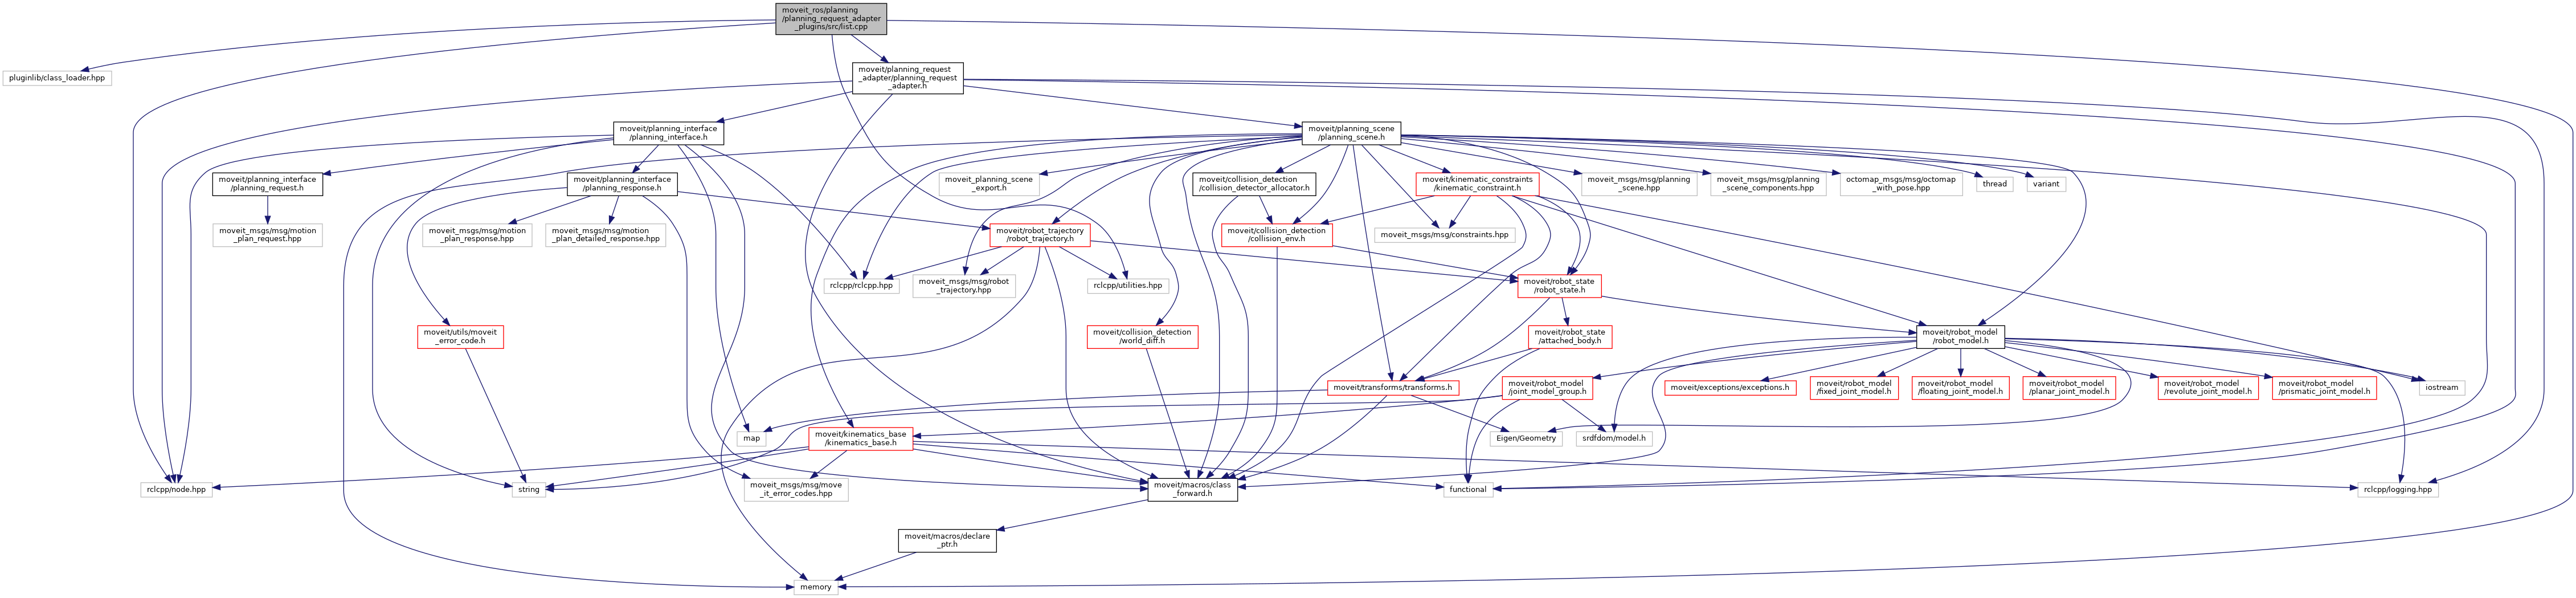 moveit_ros/planning
/planning_request_adapter
_plugins/src/list.cpp
pluginlib/class_loader.hpp
moveit/planning_request
_adapter/planning_request
_adapter.h
moveit/planning_interface
/planning_interface.h
moveit/planning_scene
/planning_scene.h
moveit/planning_interface
/planning_request.h
moveit/planning_interface
/planning_response.h
moveit_planning_scene
_export.h
moveit/collision_detection
/collision_detector_allocator.h
moveit/kinematic_constraints
/kinematic_constraint.h
moveit_msgs/msg/planning
_scene.hpp
moveit_msgs/msg/planning
_scene_components.hpp
octomap_msgs/msg/octomap
_with_pose.hpp
thread
variant
moveit_msgs/msg/motion
_plan_request.hpp
moveit_msgs/msg/motion
_plan_response.hpp
moveit_msgs/msg/motion
_plan_detailed_response.hpp
moveit/robot_trajectory
/robot_trajectory.h
moveit/collision_detection
/collision_env.h
moveit_msgs/msg/constraints.hpp
rclcpp/rclcpp.hpp
moveit_msgs/msg/robot
_trajectory.hpp
rclcpp/utilities.hpp
moveit/robot_state
/robot_state.h
moveit/utils/moveit
_error_code.h
moveit/collision_detection
/world_diff.h
moveit/robot_state
/attached_body.h
moveit/robot_model
/robot_model.h
moveit/transforms/transforms.h
moveit/robot_model
/joint_model_group.h
moveit/exceptions/exceptions.h
moveit/robot_model
/fixed_joint_model.h
moveit/robot_model
/floating_joint_model.h
moveit/robot_model
/planar_joint_model.h
moveit/robot_model
/revolute_joint_model.h
moveit/robot_model
/prismatic_joint_model.h
iostream
map
moveit/kinematics_base
/kinematics_base.h
Eigen/Geometry
srdfdom/model.h
rclcpp/node.hpp
string
moveit_msgs/msg/move
_it_error_codes.hpp
moveit/macros/class
_forward.h
functional
rclcpp/logging.hpp
moveit/macros/declare
_ptr.h
memory